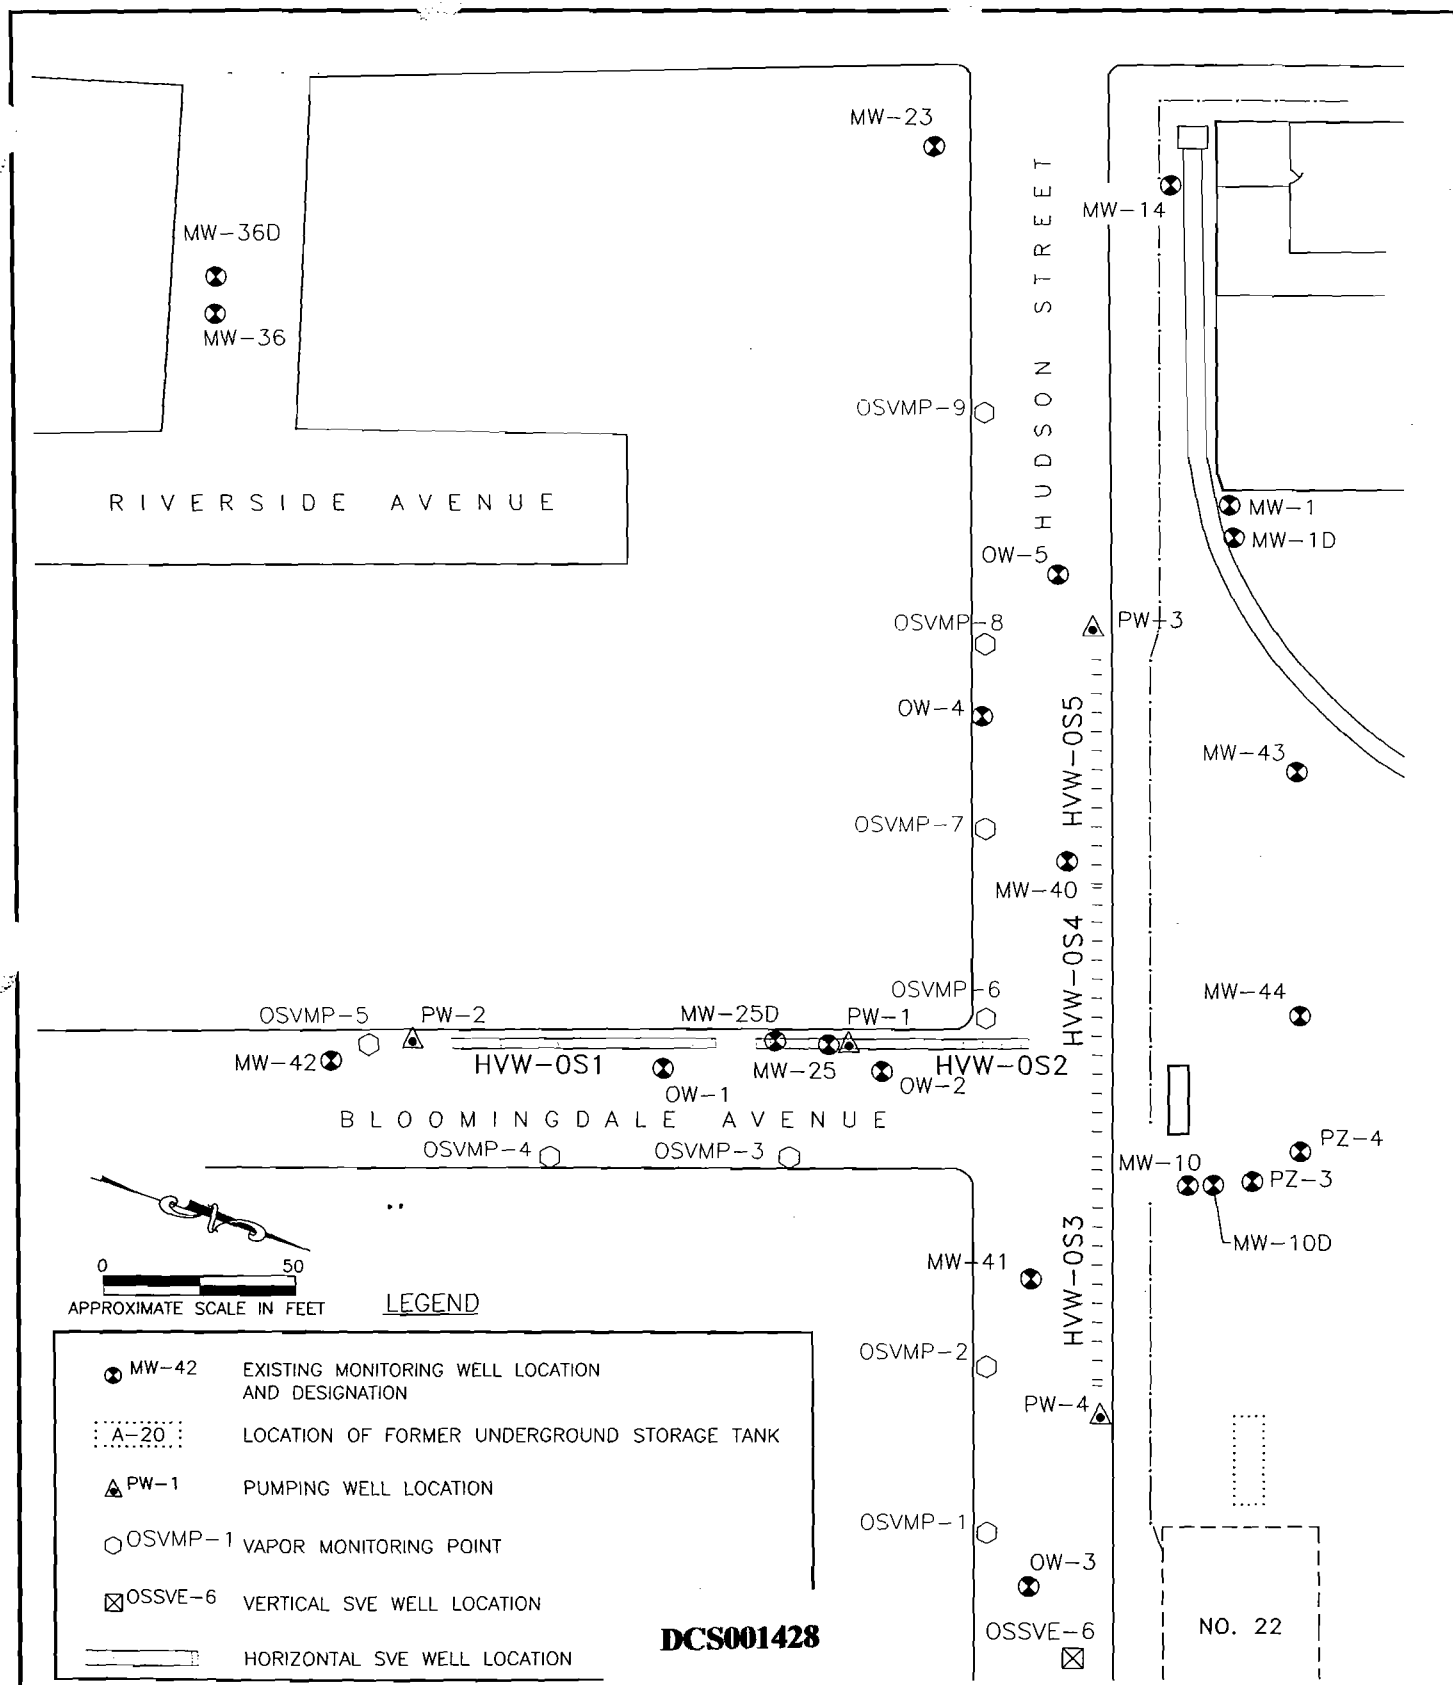 MW-23
MW-14
HUDSON STREET
MW-36D
MW-36
OSVMP-9
RIVERSIDE AVENUE
MW-1
MW-1D
OW-5
OSVMP-8
PW-3
OW-4
HVW-OS5
MW-43
OSVMP-7
MW-40
HVW-OS4
OSVMP-6
MW-44
OSVMP-5
PW-2
MW-25D
PW-1
MW-42
HVW-OS1
MW-25
HVW-OS2
OW-1
OW-2
BLOOMINGDALE AVENUE
OSVMP-4
OSVMP-3
PZ-4
MW-10
PZ-3
MW-10D
HVW-OS3
MW-41
0 50
APPROXIMATE SCALE IN FEET
LEGEND
OSVMP-2
PW-4
MW-42 EXISTING MONITORING WELL LOCATION
AND DESIGNATION
A-20 LOCATION OF FORMER UNDERGROUND STORAGE TANK
PW-1 PUMPING WELL LOCATION
OSVMP-1 VAPOR MONITORING POINT
OSSVE-6 VERTICAL SVE WELL LOCATION
HORIZONTAL SVE WELL LOCATION
OSVMP-1
OW-3
OSSVE-6
NO. 22
DCS001428